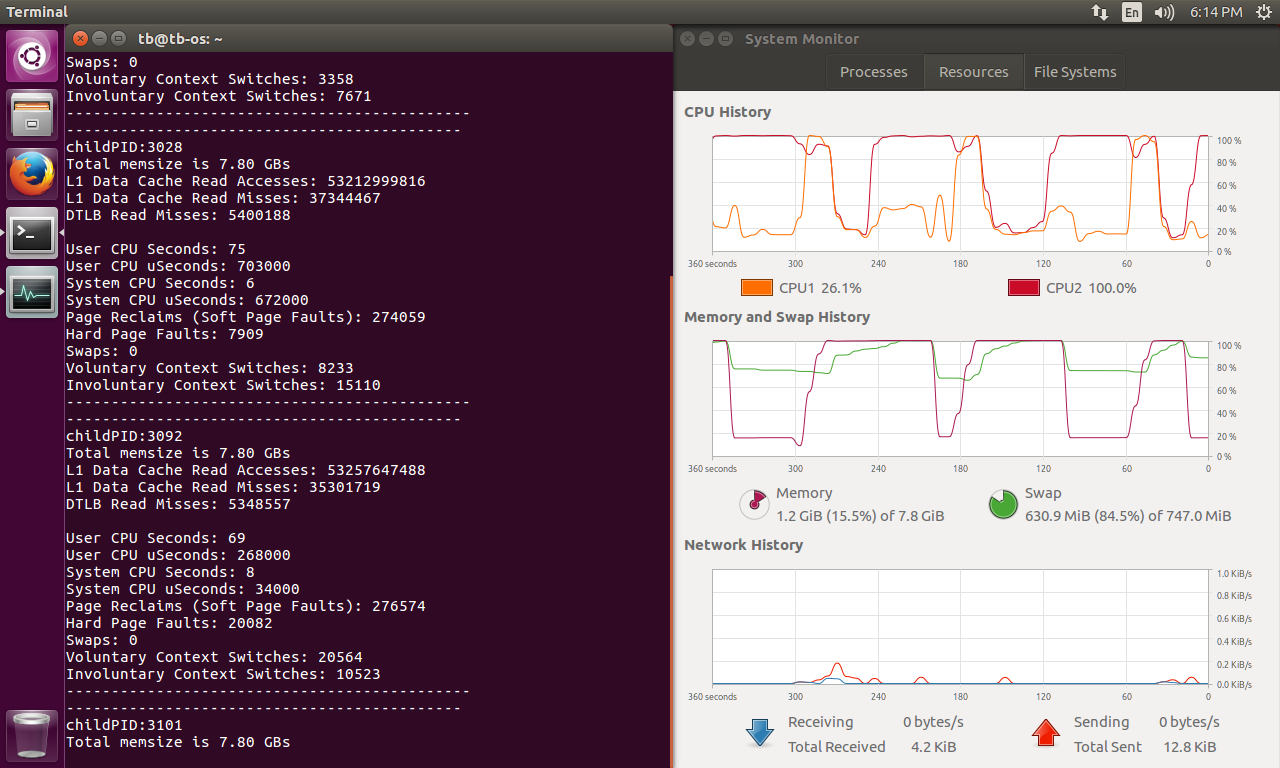 Terminal
En
6:14 PM
tb@tb-os: ~
Swaps: 0
Voluntary Context Switches: 3358
Involuntary Context Switches: 7671
---------------------------------------------
--------------------------------------------
childPID:3028
Total memsize is 7.80 GBs
L1 Data Cache Read Accesses: 53212999816
L1 Data Cache Read Misses: 37344467
DTLB Read Misses: 5400188
User CPU Seconds: 75
User CPU uSeconds: 703000
System CPU Seconds: 6
System CPU uSeconds: 672000
Page Reclaims (Soft Page Faults): 274059
Hard Page Faults: 7909
Swaps: 0
Voluntary Context Switches: 8233
Involuntary Context Switches: 15110
---------------------------------------------
--------------------------------------------
childPID:3092
Total memsize is 7.80 GBs
L1 Data Cache Read Accesses: 53257647488
L1 Data Cache Read Misses: 35301719
DTLB Read Misses: 5348557
User CPU Seconds: 69
User CPU uSeconds: 268000
System CPU Seconds: 8
System CPU uSeconds: 34000
Page Reclaims (Soft Page Faults): 276574
Hard Page Faults: 20082
Swaps: 0
Voluntary Context Switches: 20564
Involuntary Context Switches: 10523
---------------------------------------------
--------------------------------------------
childPID:3101
Total memsize is 7.80 GBs
System Monitor
Processes Resources File Systems
CPU History
100 %
80 %
60 %
40 %
20 %
0 %
360 seconds 300 240 180 120 60 0
CPU1 26.1% CPU2 100.0%
Memory and Swap History
100 %
80 %
60 %
40 %
20 %
0 %
360 seconds 300 240 180 120 60 0
Memory
1.2 GiB (15.5%) of 7.8 GiB
Swap
630.9 MiB (84.5%) of 747.0 MiB
Network History
1.0 KiB/s
0.8 KiB/s
0.6 KiB/s
0.4 KiB/s
0.2 KiB/s
0.0 KiB/s
360 seconds 300 240 180 120 60 0
Receiving 0 bytes/s
Total Received 4.2 KiB
Sending 0 bytes/s
Total Sent 12.8 KiB